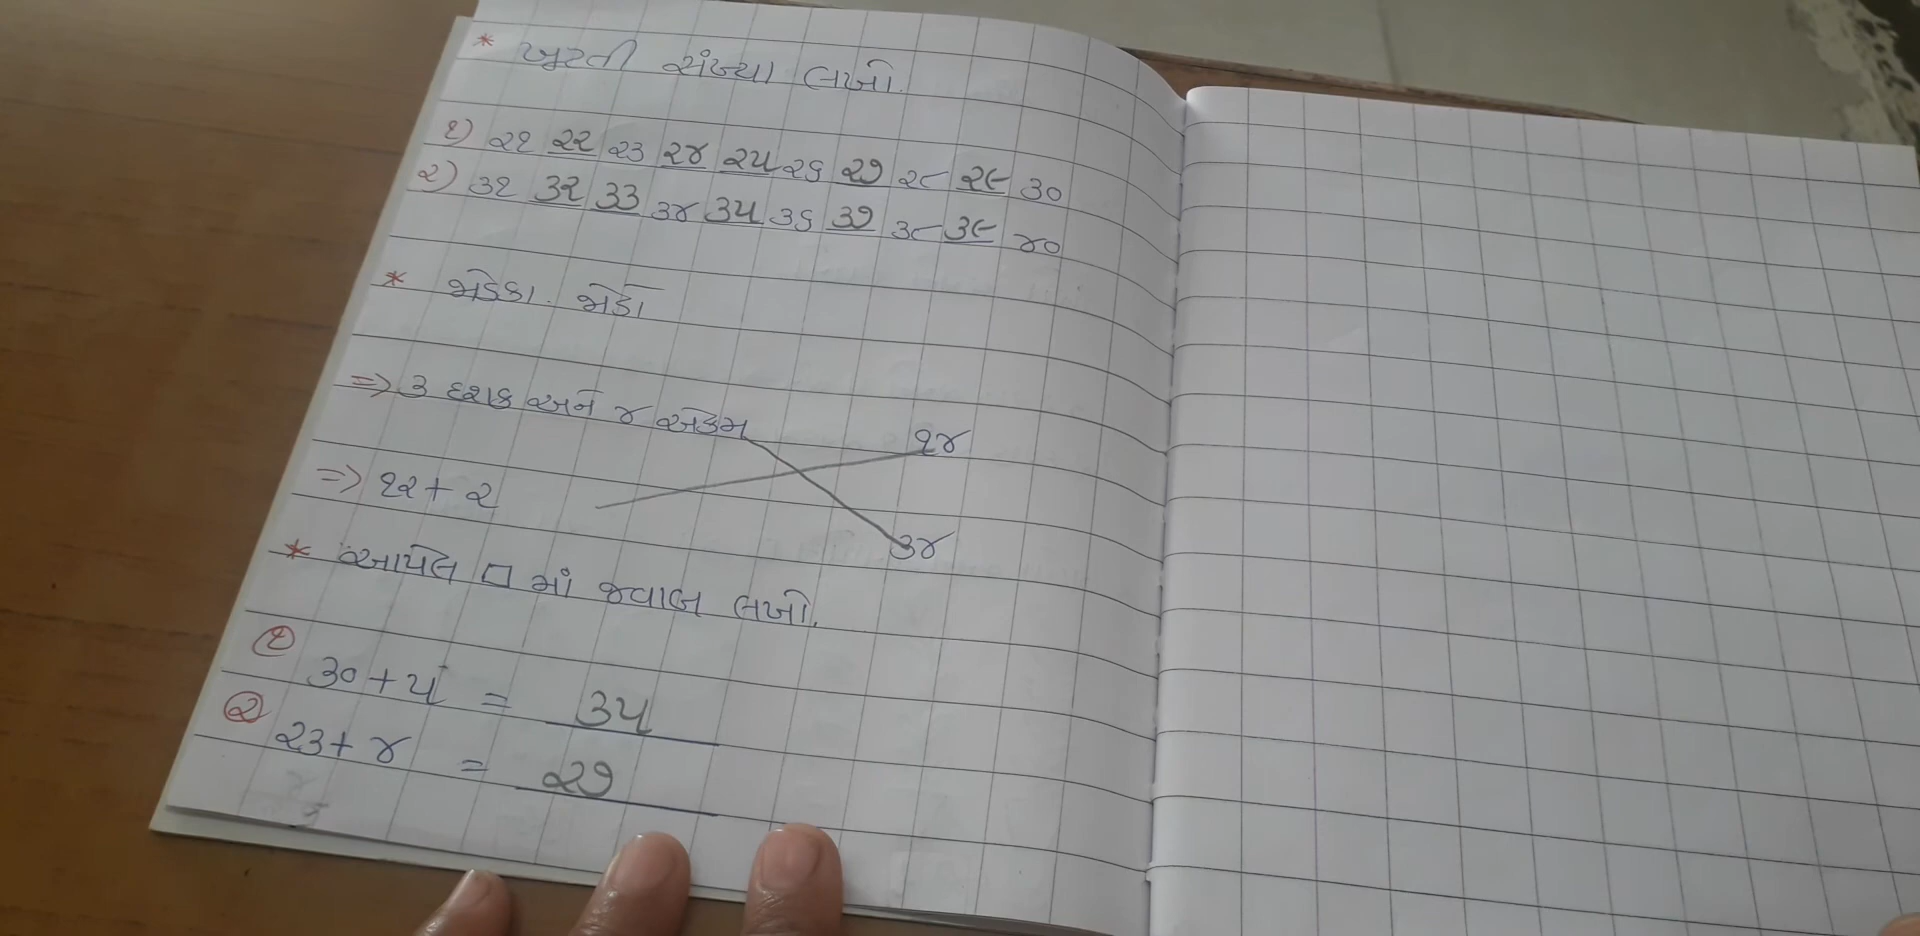 * ખૂટતી સંખ્યા લખો.
૧) ૨૧ ૨૨ ૨૩ ૨૪ ૨૫ ૨૬ ૨૭ ૨૮ ૨૯ ૩૦
૨) ૩૧ ૩૨ ૩૩ ૩૪ ૩૫ ૩૬ ૩૭ ૩૮ ૩૯ ૪૦
* જોડકા જોડો
=> ૩ દશક અને ૪ એકમ ૧૪
=> ૧૨ + ૨
૩૪
* આપેલ □ માં જવાબ લખો.
૧ ૩૦ + ૫ = ૩૫
૨ ૨૩ + ૪ = ૨૭